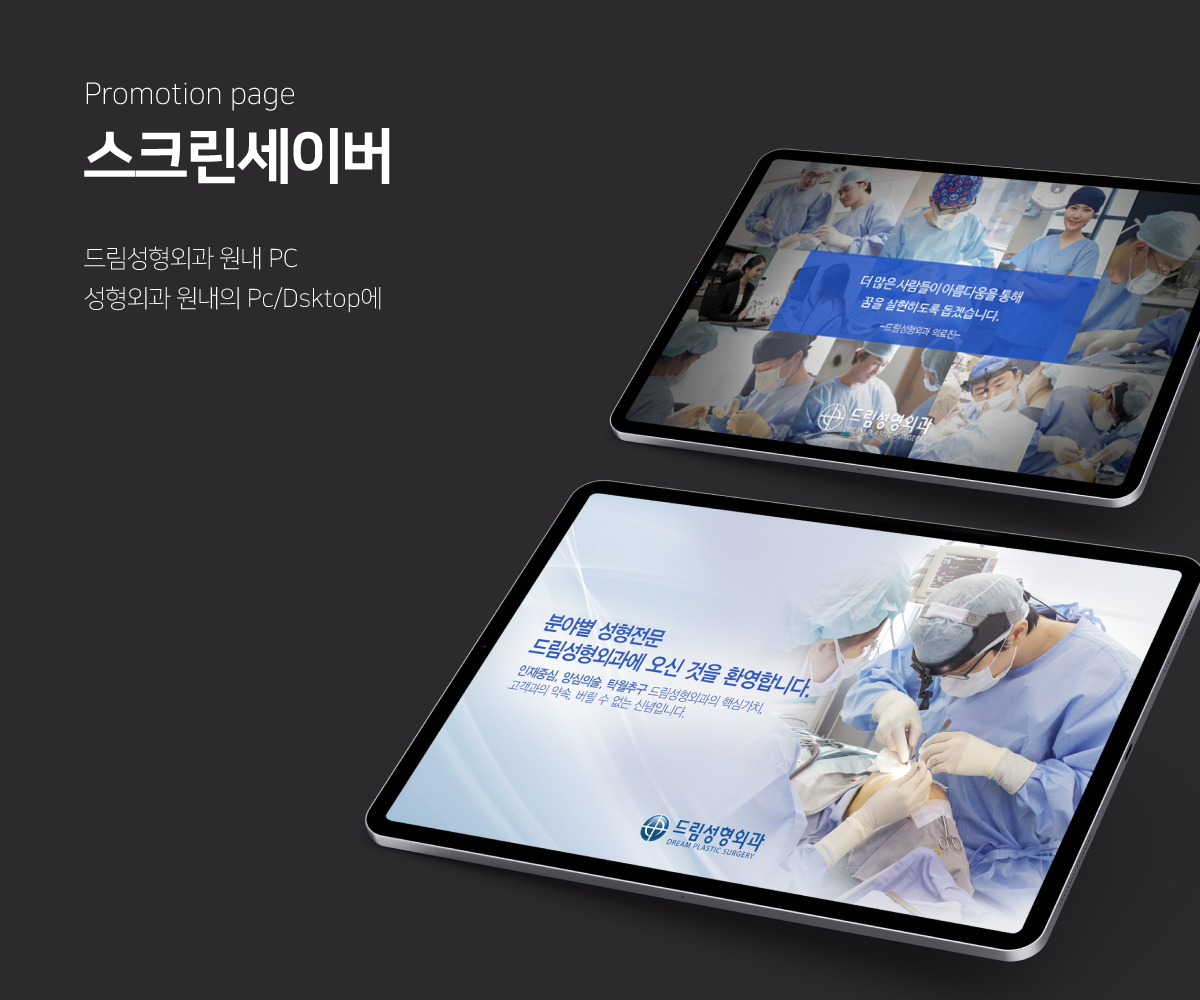 Promotion page
스크린세이버
드림성형외과 원내 PC
성형외과 원내의 Pc/Dsktop에
더 많은 사람들이 아름다움을 통해
꿈을 실현하도록 돕겠습니다.
-드림성형외과 의료진-
드림성형외과
DREAM PLASTIC SURGERY
분야별 성형전문
드림성형외과에 오신 것을 환영합니다.
인재중심, 양심의술, 탁월추구 드림성형외과의 핵심가치,
고객과의 약속, 버릴 수 없는 신념입니다.
드림성형외과
DREAM PLASTIC SURGERY